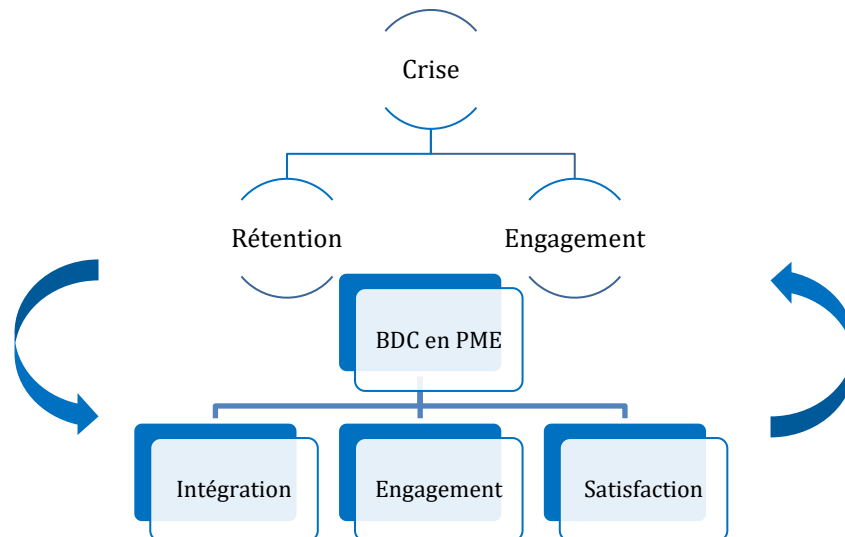 Crise
Rétention
Engagement
BDC en PME
Intégration
Engagement
Satisfaction